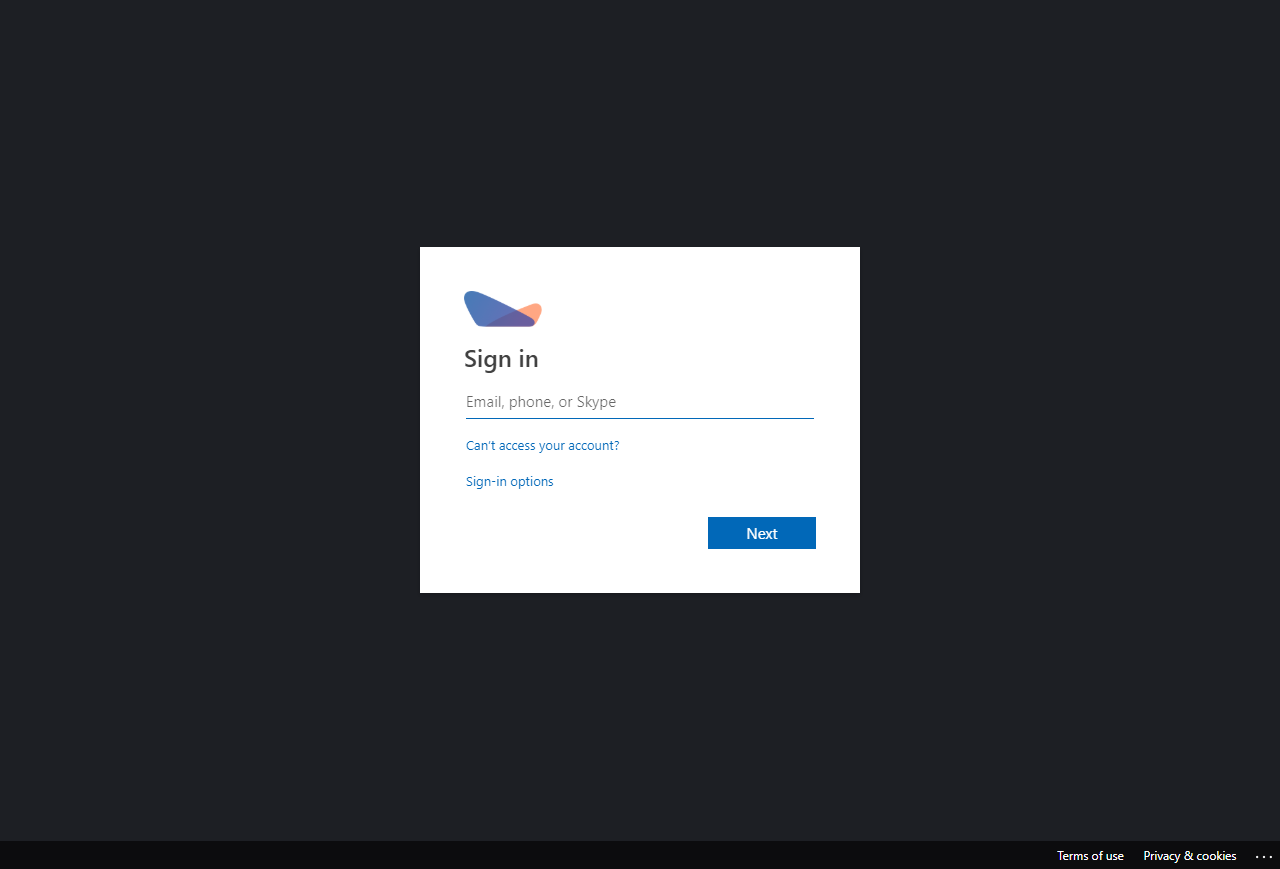 Sign in
Email, phone, or Skype
Can't access your account?
Sign-in options
Next
Terms of use Privacy & cookies ...